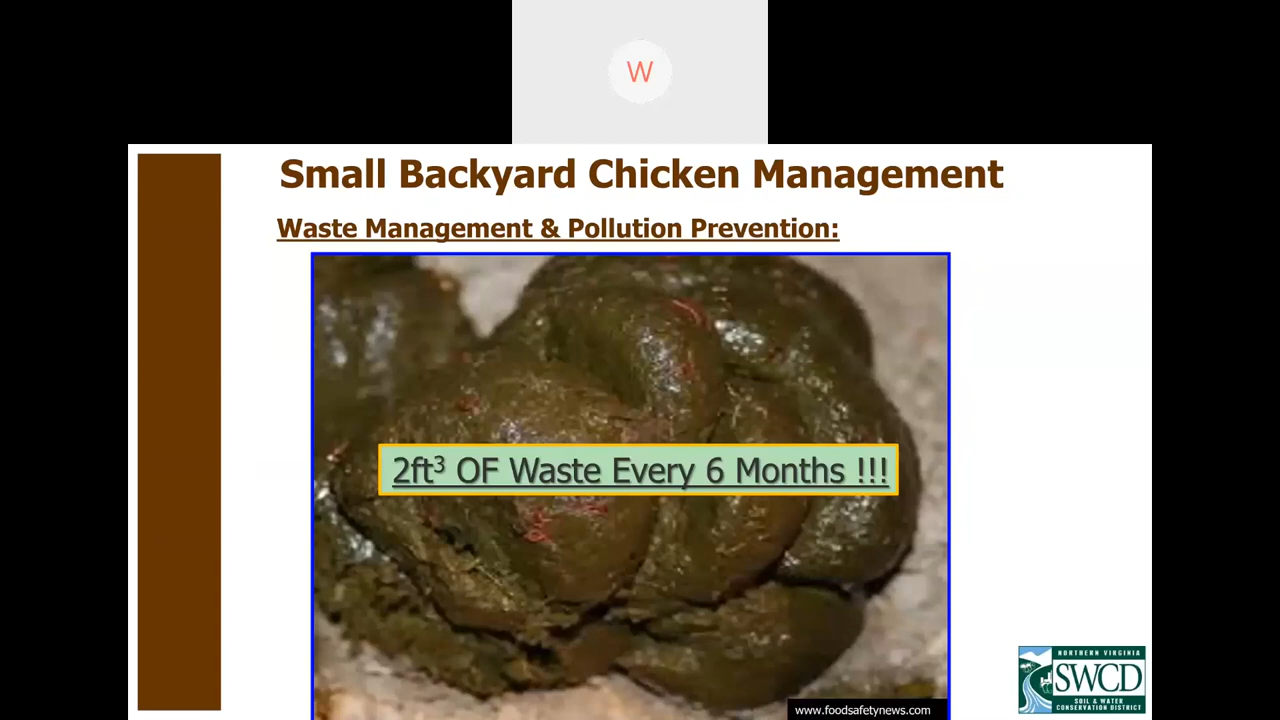 W
Small Backyard Chicken Management
Waste Management & Pollution Prevention:
2ft³ OF Waste Every 6 Months !!!
www.foodsafetynews.com
NORTHERN VIRGINIA
SWCD
SOIL & WATER
CONSERVATION DISTRICT